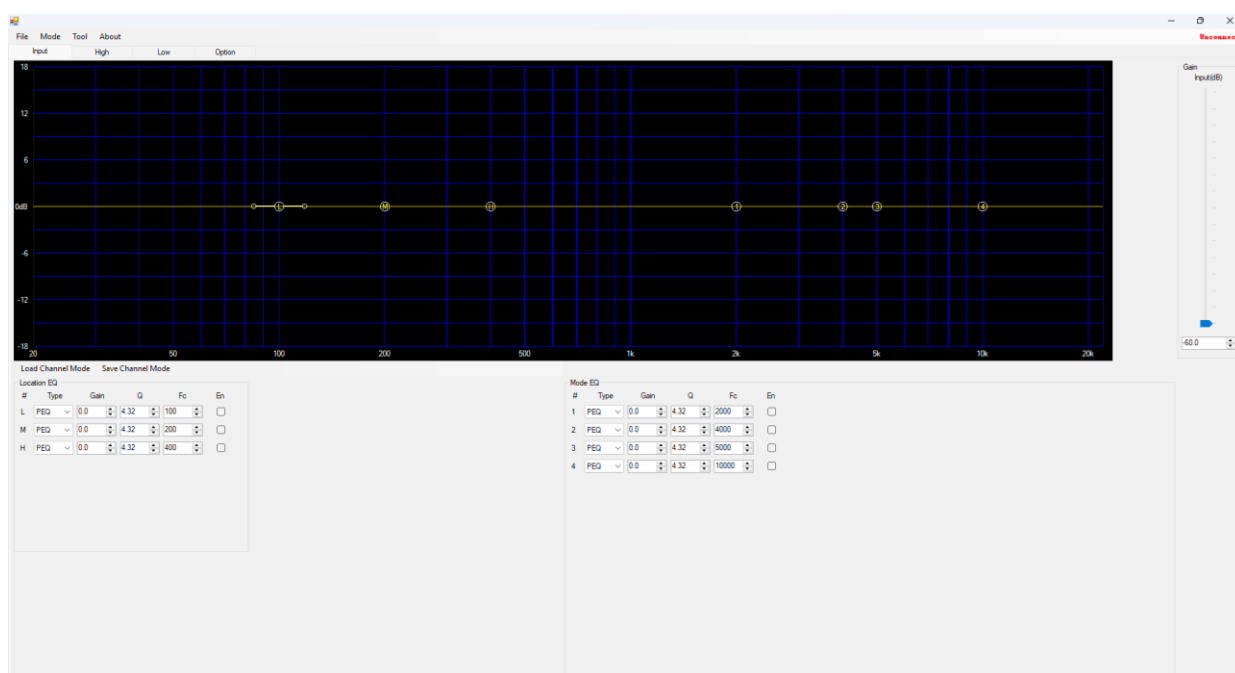 File Mode Tool About
Unconnec
Input High Low Option
18
12
6
0dB
-6
-12
-18
L M H 1 2 3 4
20 50 100 200 500 1k 2k 5k 10k 20k
Gain
Input(dB)
-60.0
Load Channel Mode Save Channel Mode
Location EQ
# Type Gain Q Fc En
L PEQ 0.0 4.32 100
M PEQ 0.0 4.32 200
H PEQ 0.0 4.32 400
Mode EQ
# Type Gain Q Fc En
1 PEQ 0.0 4.32 2000
2 PEQ 0.0 4.32 4000
3 PEQ 0.0 4.32 5000
4 PEQ 0.0 4.32 10000